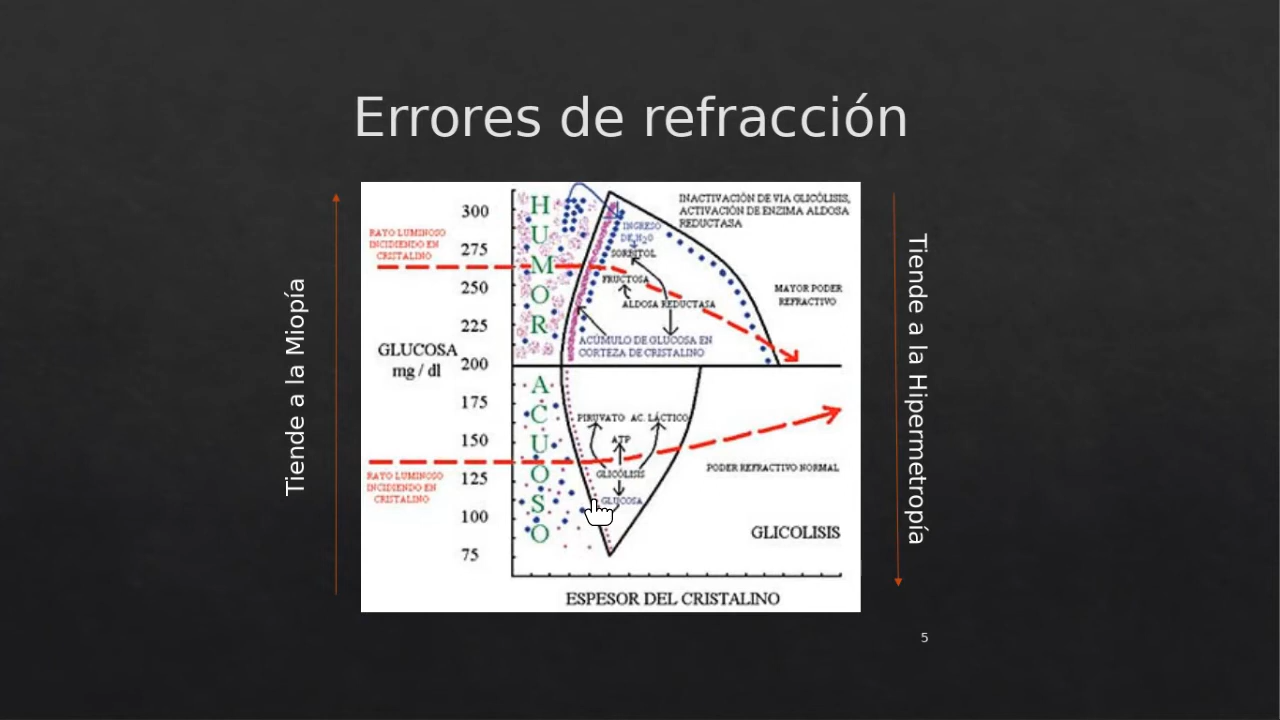 Errores de refracción
Tiende a la Miopía
300
275
250
225
200
175
150
125
100
75
GLUCOSA
mg / dl
RAYO LUMINOSO
INCIDIENDO EN
CRISTALINO
RAYO LUMINOSO
INCIDIENDO EN
CRISTALINO
HUMOR
ACUOSO
INACTIVACIÓN DE VIA GLICÓLISIS,
ACTIVACIÓN DE ENZIMA ALDOSA
REDUCTASA
INGRESO
DE H2O
SORBITOL
FRUCTOSA
ALDOSA REDUCTASA
ACÚMULO DE GLUCOSA EN
CORTEZA DE CRISTALINO
MAYOR PODER
REFRACTIVO
PIRUVATO AC. LÁCTICO
ATP
GLICÓLISIS
GLUCOSA
PODER REFRACTIVO NORMAL
GLICOLISIS
ESPESOR DEL CRISTALINO
Tiende a la Hipermetropía
5